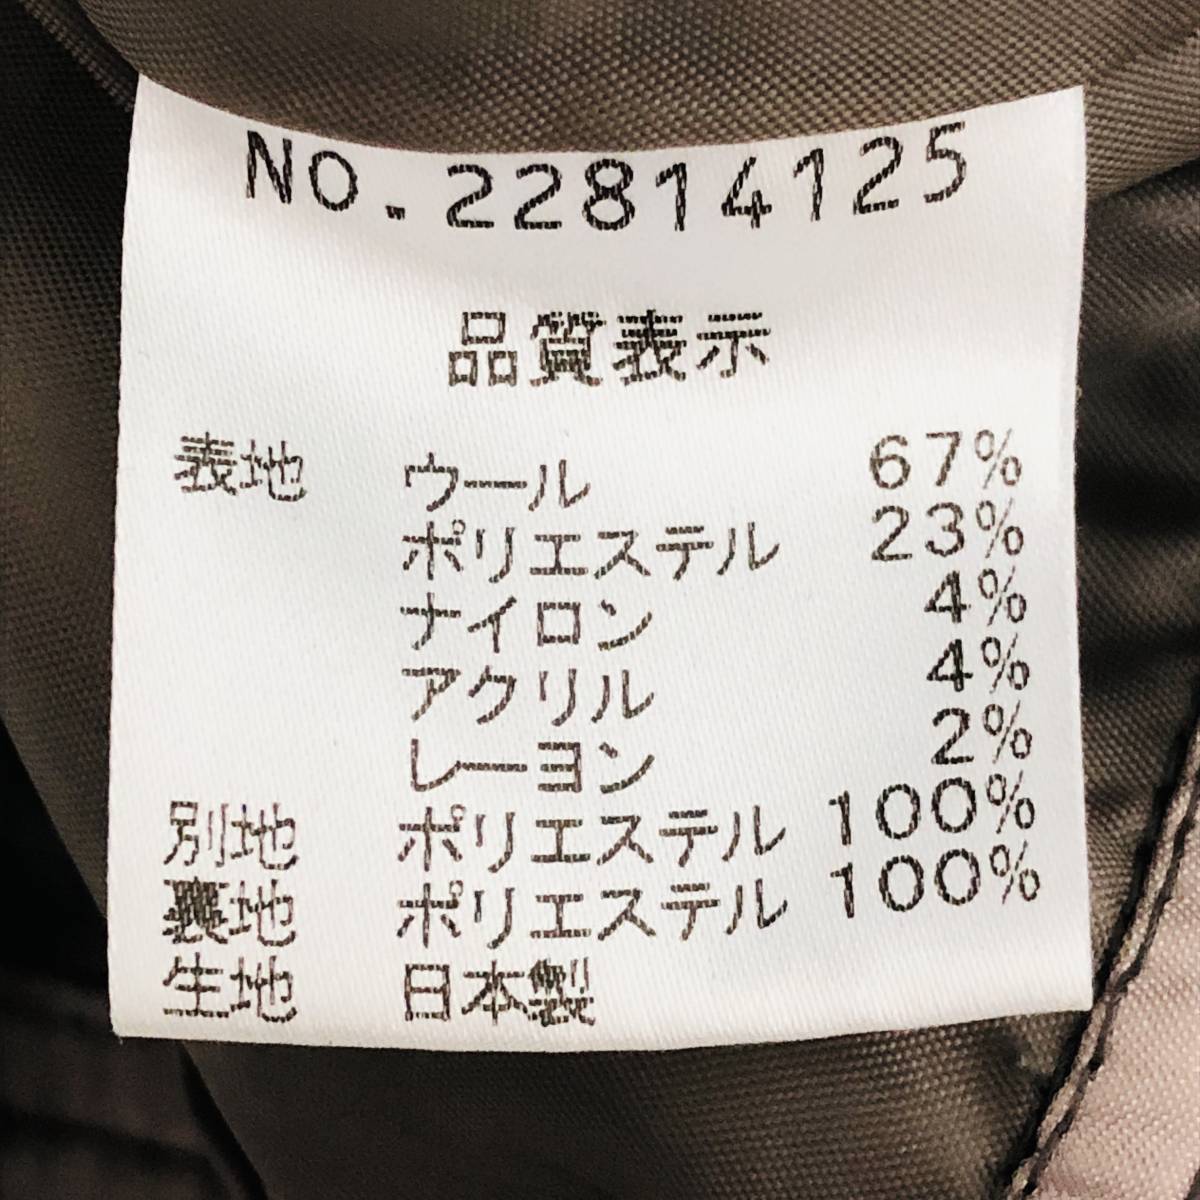 NO.22814125
品質表示
表地 ウール 67%
ポリエステル 23%
ナイロン 4%
アクリル 4%
レーヨン 2%
別地 ポリエステル 100%
裏地 ポリエステル 100%
生地 日本製